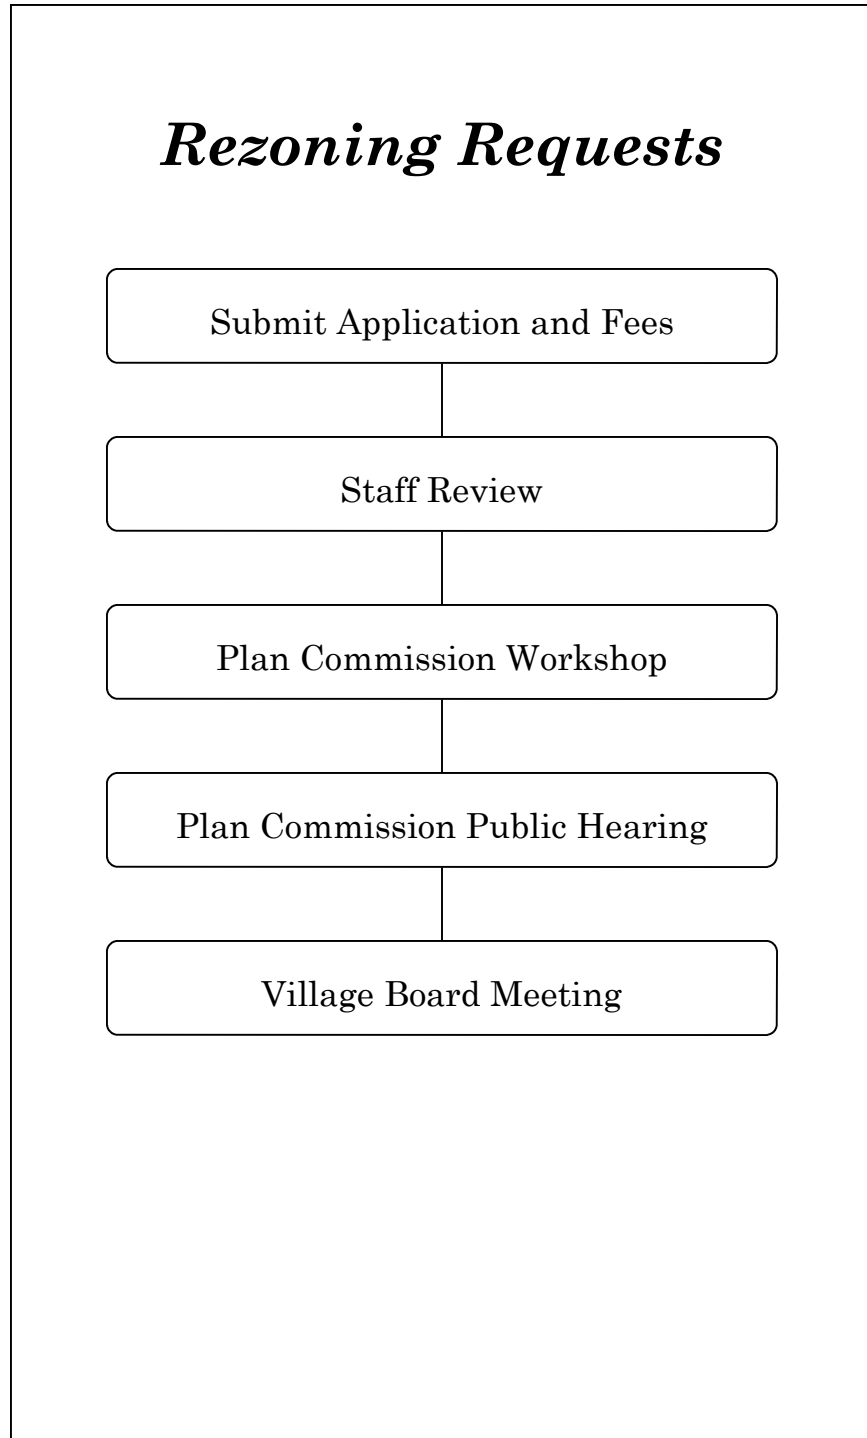 Rezoning Requests
Submit Application and Fees
Staff Review
Plan Commission Workshop
Plan Commission Public Hearing
Village Board Meeting